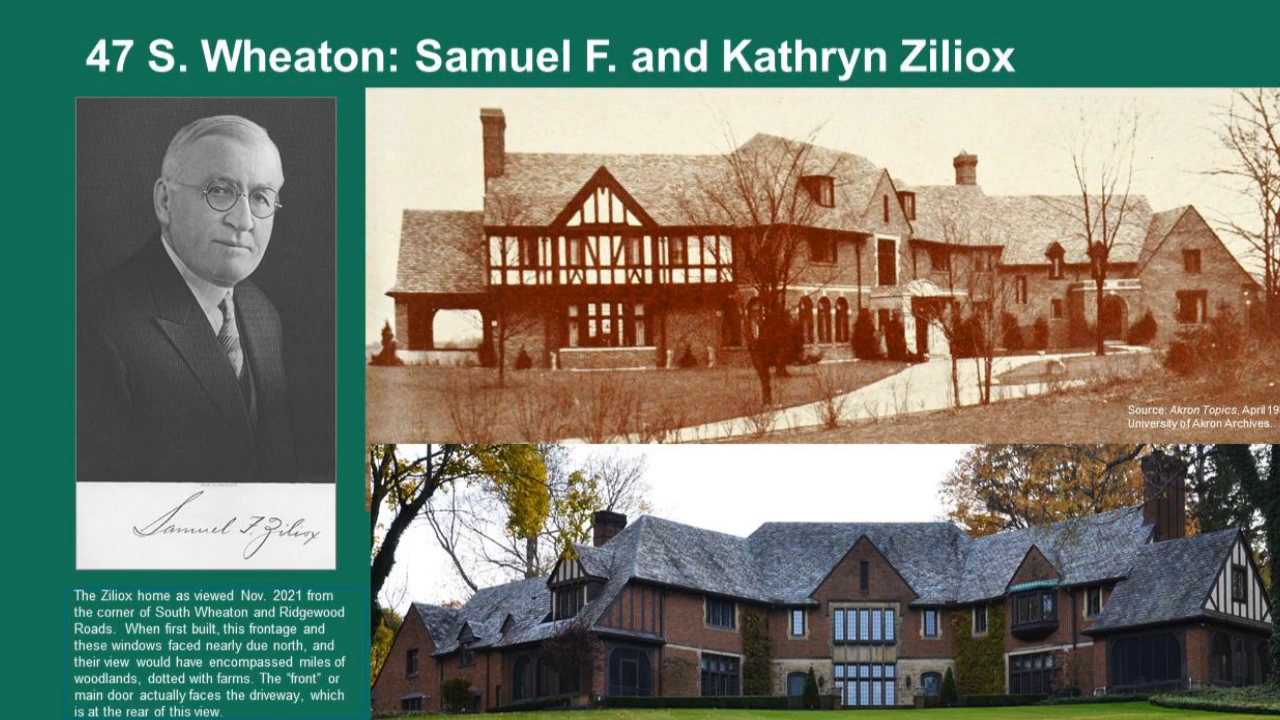 47 S. Wheaton: Samuel F. and Kathryn Ziliox
Samuel F. Ziliox
The Ziliox home as viewed Nov. 2021 from
the corner of South Wheaton and Ridgewood
Roads. When first built, this frontage and
these windows faced nearly due north, and
their view would have encompassed miles of
woodlands, dotted with farms. The “front” or
main door actually faces the driveway, which
is at the rear of this view.
Source: Akron Topics, April 19
University of Akron Archives..